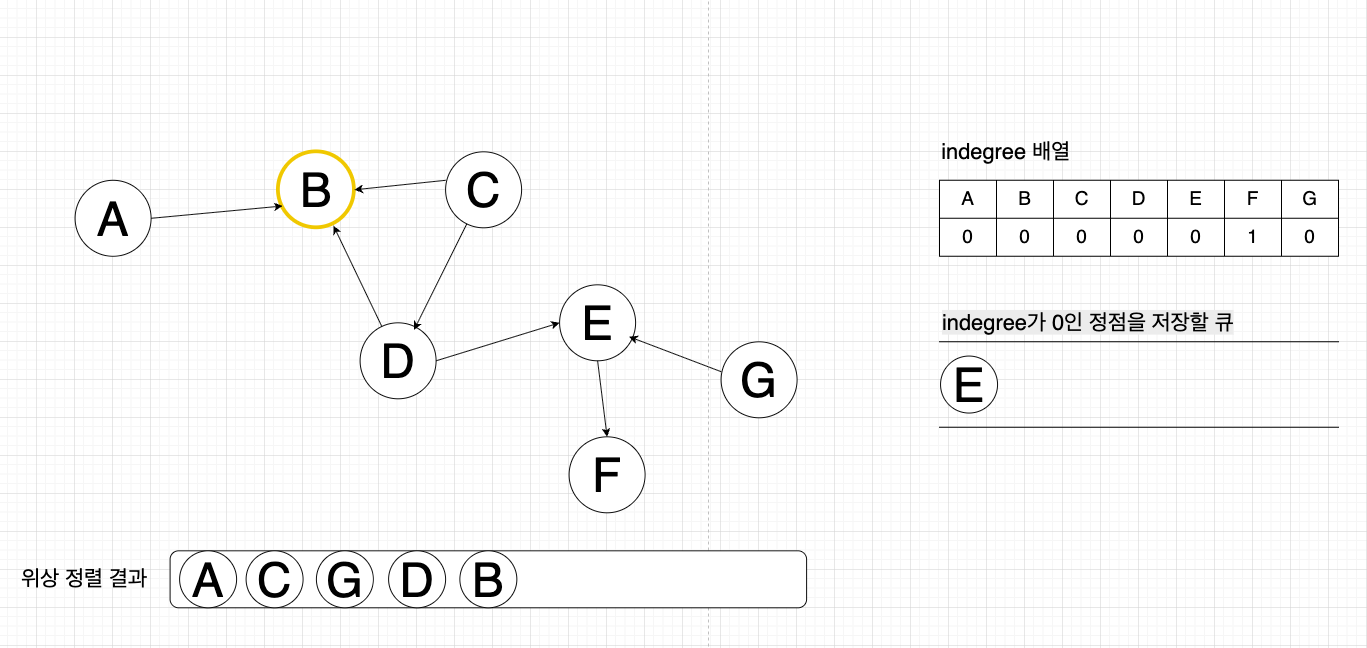 A
B
C
D
E
G
F
indegree 배열
A B C D E F G
0 0 0 0 0 1 0
indegree가 0인 정점을 저장할 큐
E
위상 정렬 결과 A C G D B